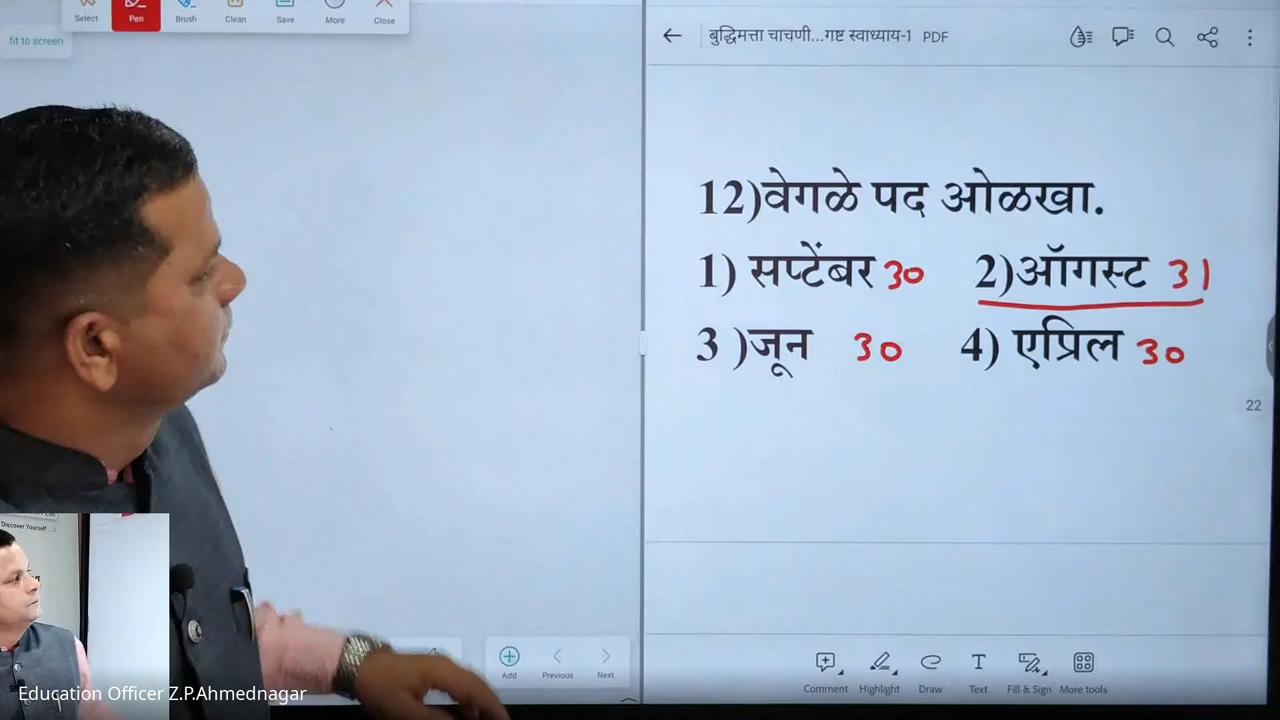 Select Pen Brush Clean Save More Close
fit to screen
बुद्धिमत्ता चाचणी...गष्ट स्वाध्याय-1 PDF
12)वेगळे पद ओळखा.
1) सप्टेंबर 30 2)ऑगस्ट 31
3 )जून 30 4) एप्रिल 30
22
Discover Yourself ...
Add Previous Next
Comment Highlight Draw Text Fill & Sign More tools
Education Officer Z.P.Ahmednagar